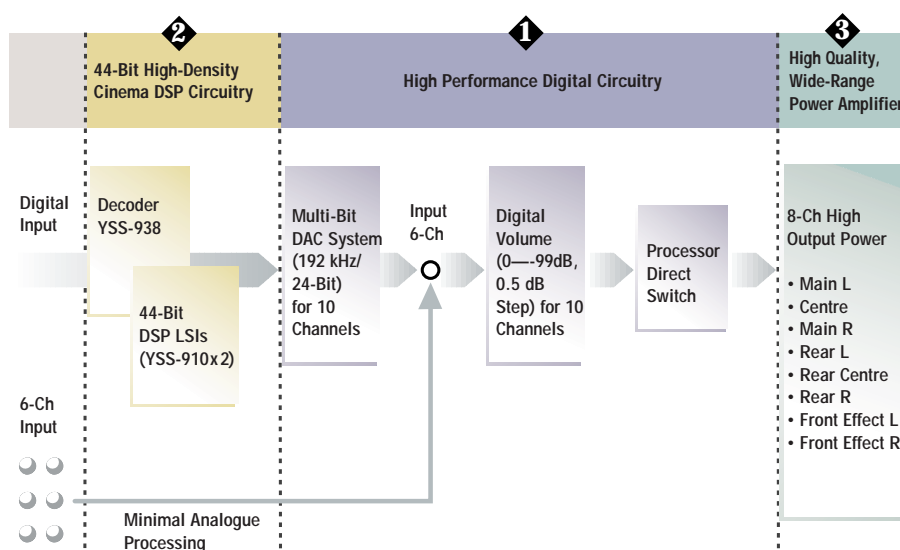 2
1
3
44-Bit High-Density
Cinema DSP Circuitry
High Performance Digital Circuitry
High Quality,
Wide-Range
Power Amplifier
Digital
Input
Decoder
YSS-938
44-Bit
DSP LSIs
(YSS-910x2)
Multi-Bit
DAC System
(192 kHz/
24-Bit)
for 10
Channels
Input
6-Ch
Digital
Volume
(0—-99dB,
0.5 dB
Step) for 10
Channels
Processor
Direct
Switch
8-Ch High
Output Power
• Main L
• Centre
• Main R
• Rear L
• Rear Centre
• Rear R
• Front Effect L
• Front Effect R
6-Ch
Input
Minimal Analogue
Processing